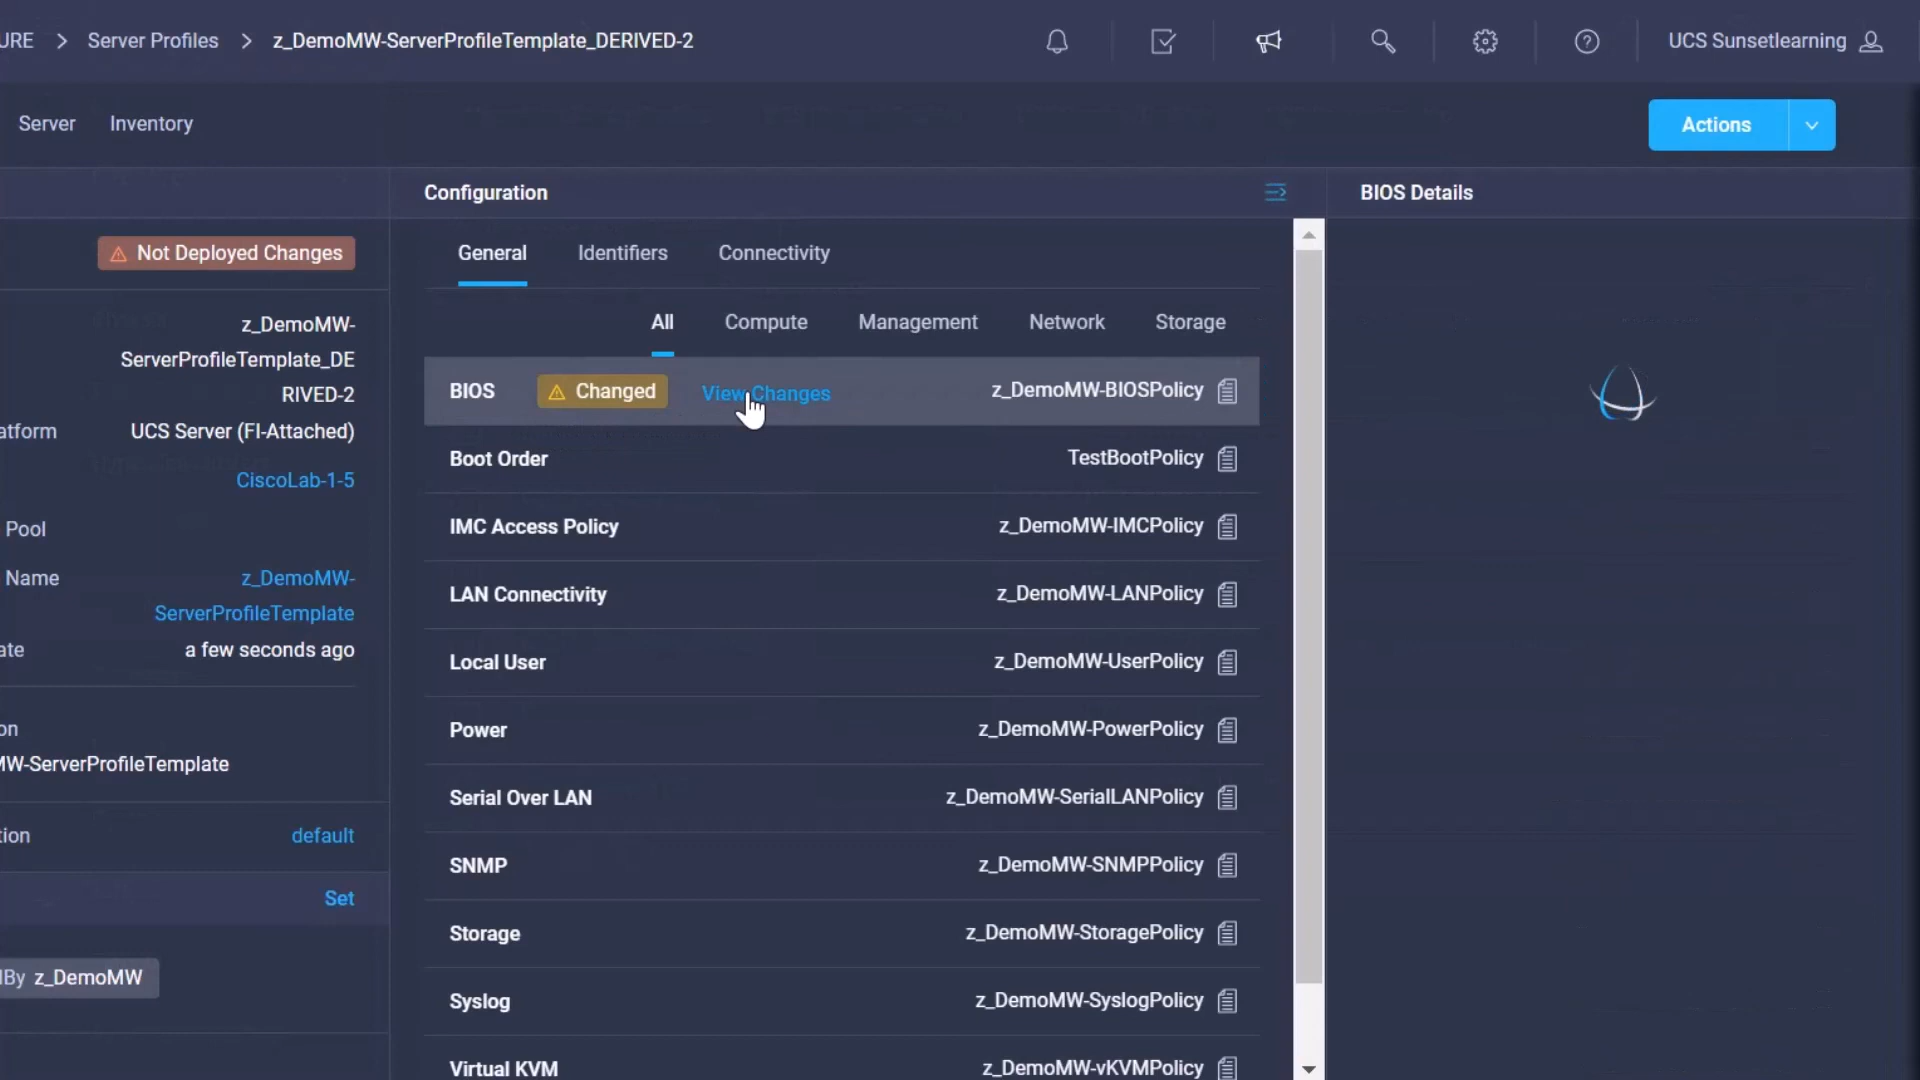 URE > Server Profiles > z_DemoMW-ServerProfileTemplate_DERIVED-2
UCS Sunsetlearning
Server Inventory
Actions
Configuration
BIOS Details
Not Deployed Changes
General Identifiers Connectivity
z_DemoMW-
ServerProfileTemplate_DE
RIVED-2
atform UCS Server (FI-Attached)
CiscoLab-1-5
Pool
Name z_DemoMW-
ServerProfileTemplate
ate a few seconds ago
on
MW-ServerProfileTemplate
tion default
Set
By z_DemoMW
All Compute Management Network Storage
BIOS Changed View Changes z_DemoMW-BIOSPolicy
Boot Order TestBootPolicy
IMC Access Policy z_DemoMW-IMCPolicy
LAN Connectivity z_DemoMW-LANPolicy
Local User z_DemoMW-UserPolicy
Power z_DemoMW-PowerPolicy
Serial Over LAN z_DemoMW-SerialLANPolicy
SNMP z_DemoMW-SNMPPolicy
Storage z_DemoMW-StoragePolicy
Syslog z_DemoMW-SyslogPolicy
Virtual KVM z_DemoMW-vKVMPolicy